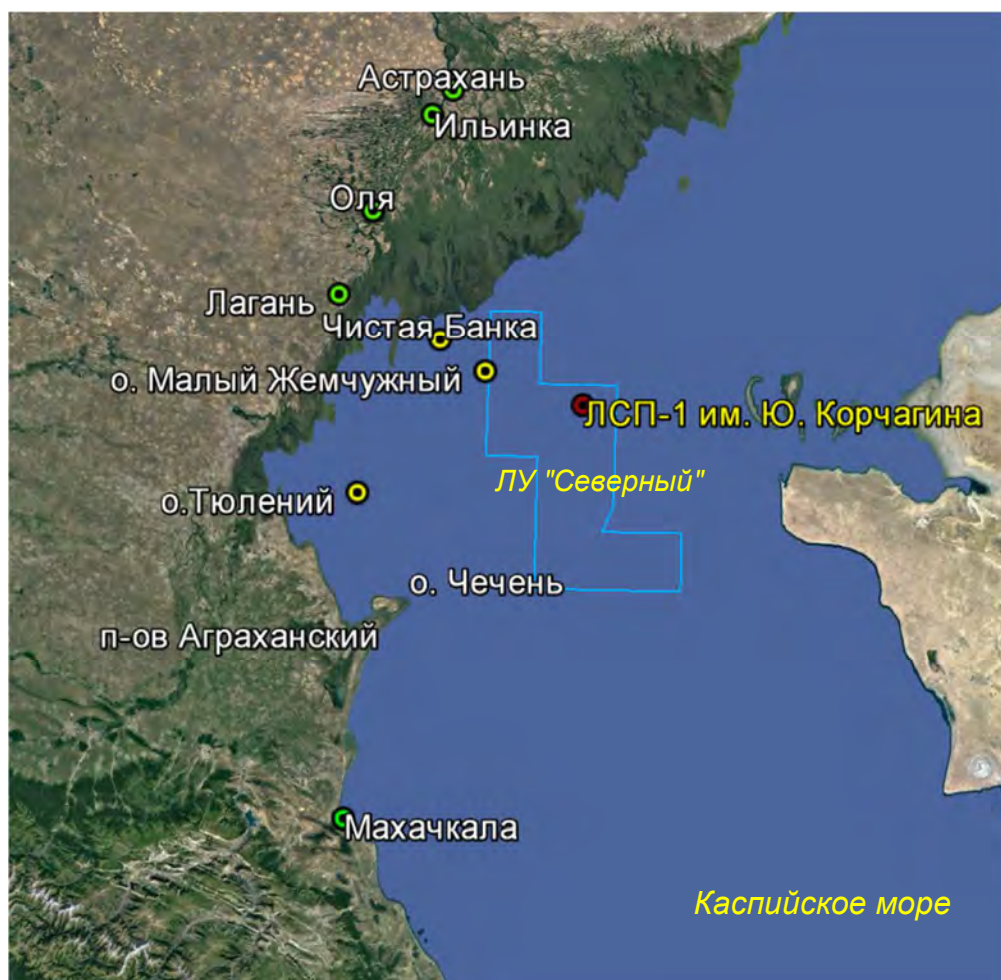 Астрахань
Ильинка
Оля
Лагань
Чистая Банка
о. Малый Жемчужный
ЛСП-1 им. Ю. Корчагина
ЛУ "Северный"
о.Тюлений
о. Чечень
п-ов Аграханский
Махачкала
Каспийское море